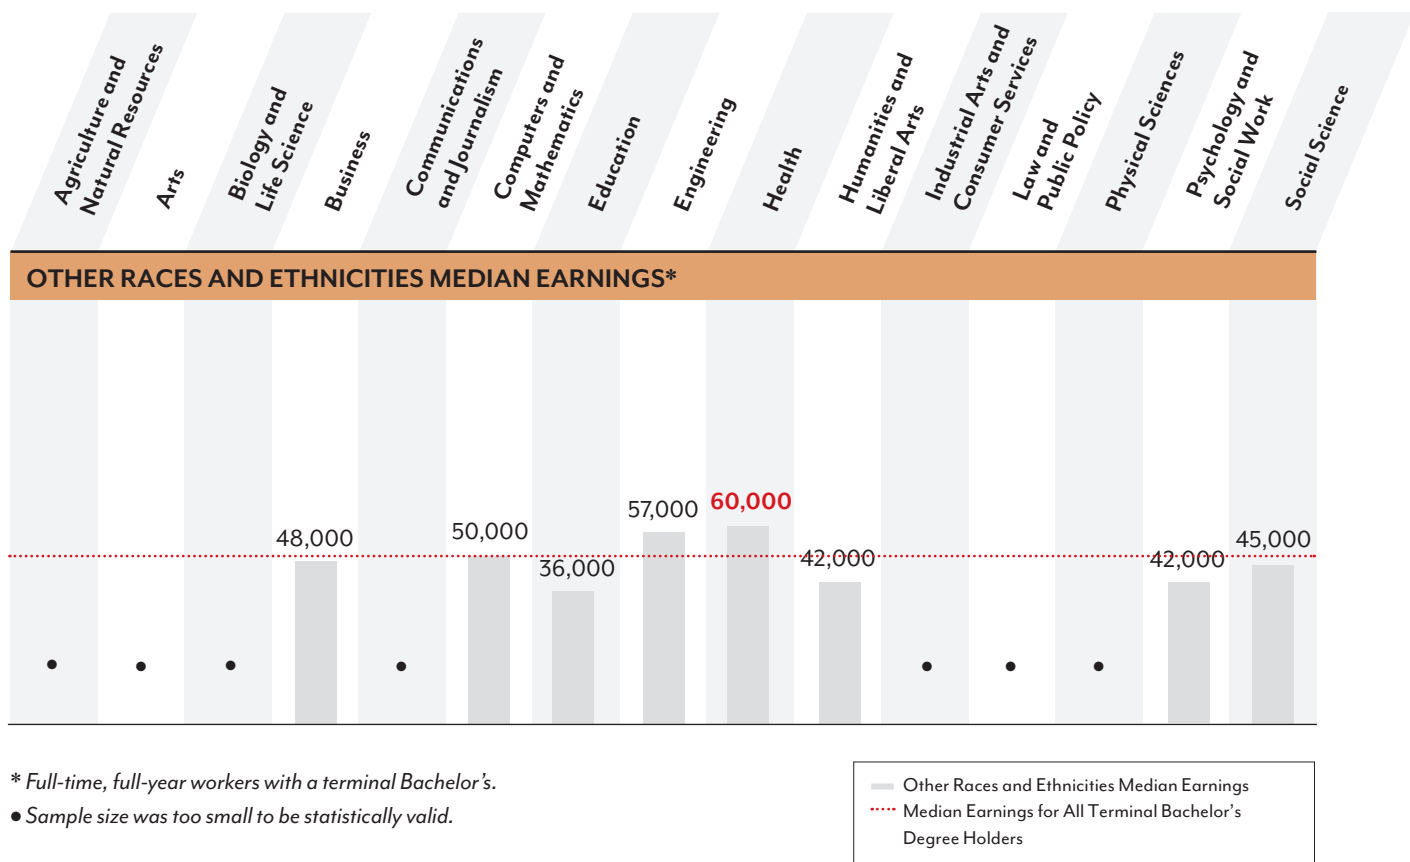 Agriculture and
Natural Resources
Arts
Biology and
Life Science
Business
Communications
and Journalism
Computers and
Mathematics
Education
Engineering
Health
Humanities and
Liberal Arts
Industrial Arts and
Consumer Services
Law and
Public Policy
Physical Sciences
Psychology and
Social Work
Social Science
OTHER RACES AND ETHNICITIES MEDIAN EARNINGS*
48,000
50,000
36,000
57,000
60,000
42,000
42,000
45,000
* Full-time, full-year workers with a terminal Bachelor’s.
• Sample size was too small to be statistically valid.
Other Races and Ethnicities Median Earnings
Median Earnings for All Terminal Bachelor’s
Degree Holders